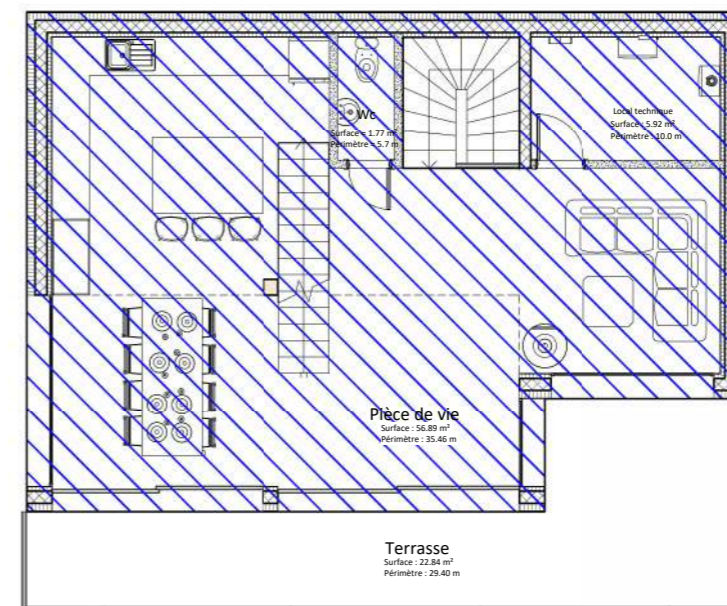 Wc
Surface = 1.77 m²
Périmètre = 5.7 m
Local technique
Surface : 5.92 m²
Périmètre : 10.0 m
Pièce de vie
Surface : 56.89 m²
Périmètre : 35.46 m
Terrasse
Surface : 22.84 m²
Périmètre : 29.40 m